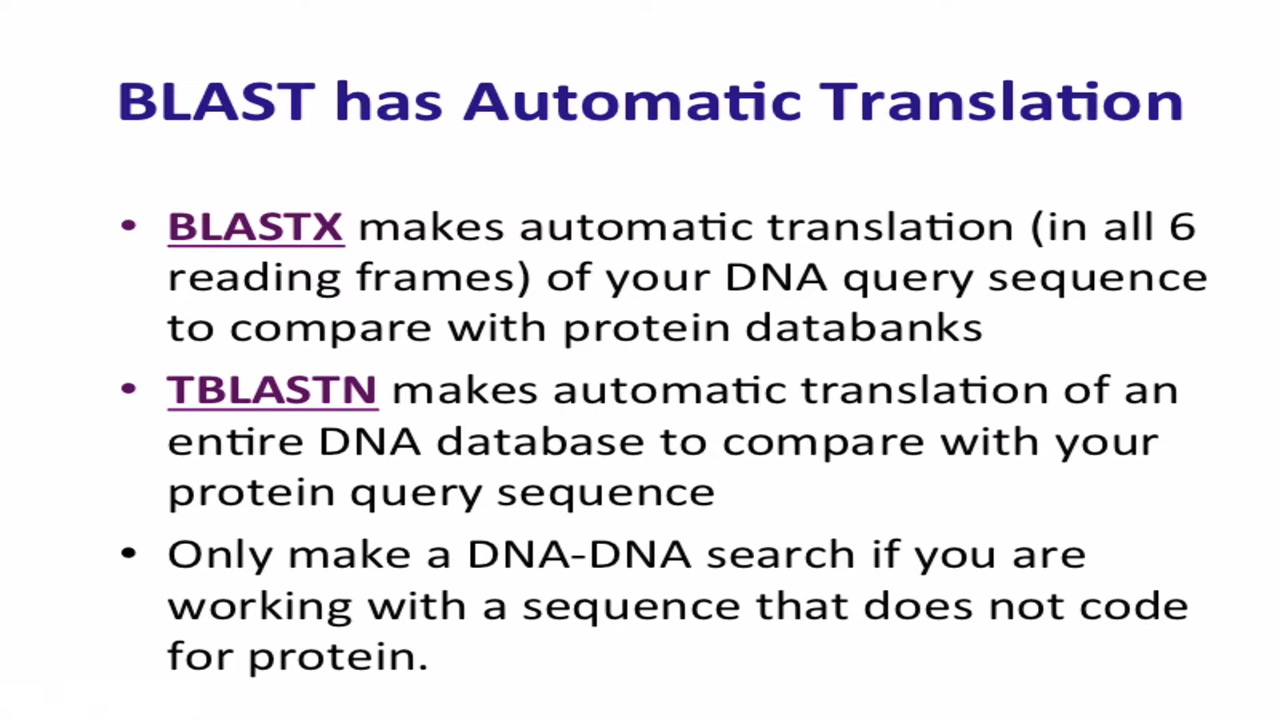 BLAST has Automatic Translation
• BLASTX makes automatic translation (in all 6
reading frames) of your DNA query sequence
to compare with protein databanks
• TBLASTN makes automatic translation of an
entire DNA database to compare with your
protein query sequence
• Only make a DNA-DNA search if you are
working with a sequence that does not code
for protein.